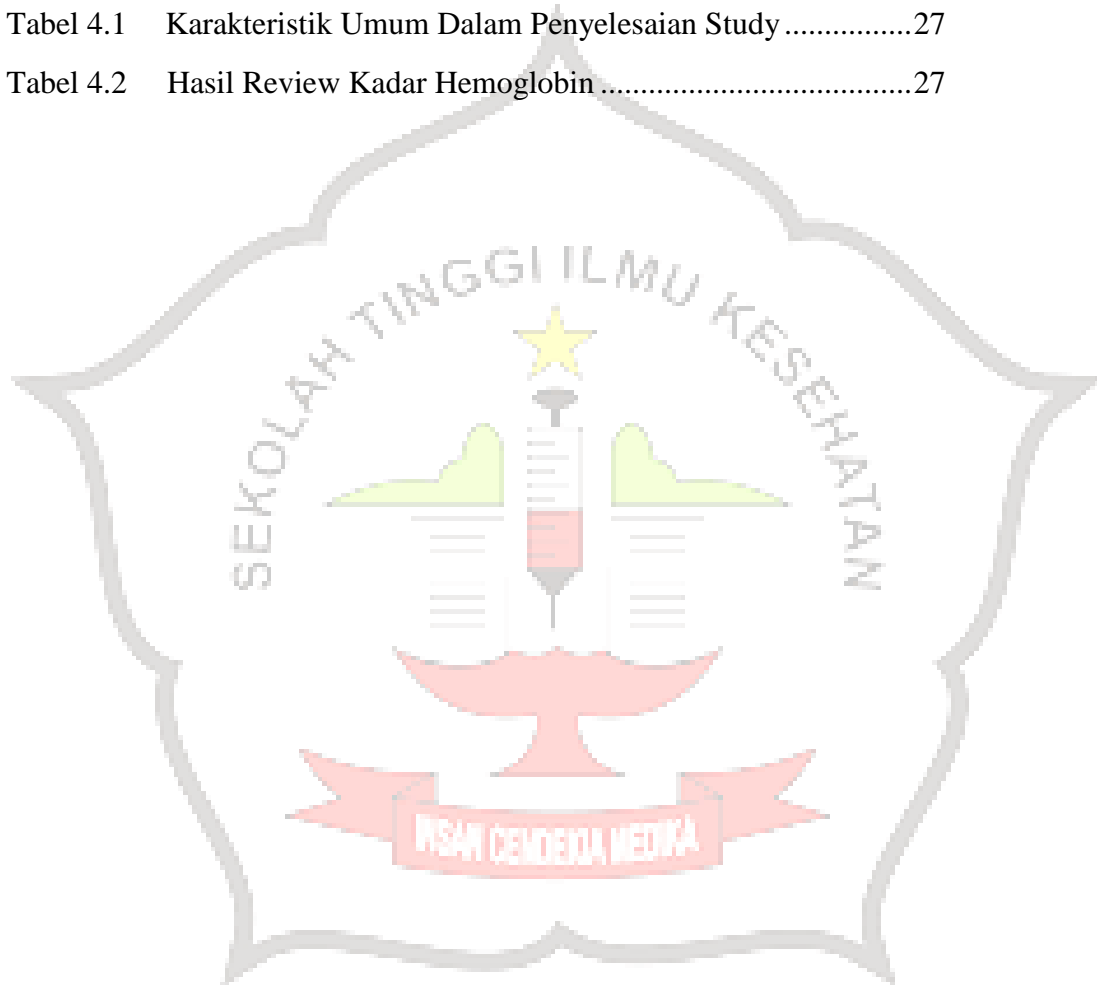 Tabel 4.1 Karakteristik Umum Dalam Penyelesaian Study ................27
Tabel 4.2 Hasil Review Kadar Hemoglobin .......................................27
SEKOLAH TINGGI ILMU KESEHATAN
INSAN CENDEKIA MEDIKA